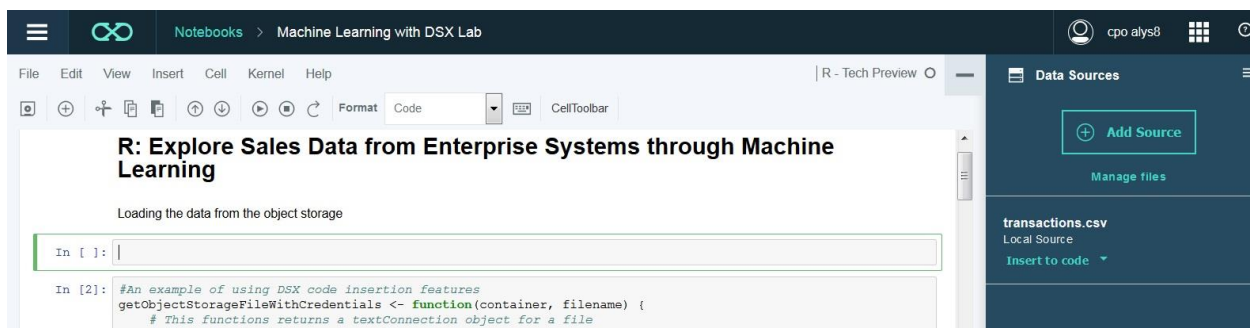 Notebooks > Machine Learning with DSX Lab
cpo alys8
File Edit View Insert Cell Kernel Help
R - Tech Preview
Format Code CellToolbar
Data Sources
Add Source
Manage files
transactions.csv
Local Source
Insert to code
R: Explore Sales Data from Enterprise Systems through Machine
Learning
Loading the data from the object storage
In [ ]:
In [2]: #An example of using DSX code insertion features
getObjectStorageFileWithCredentials <- function(container, filename) {
# This functions returns a textConnection object for a file